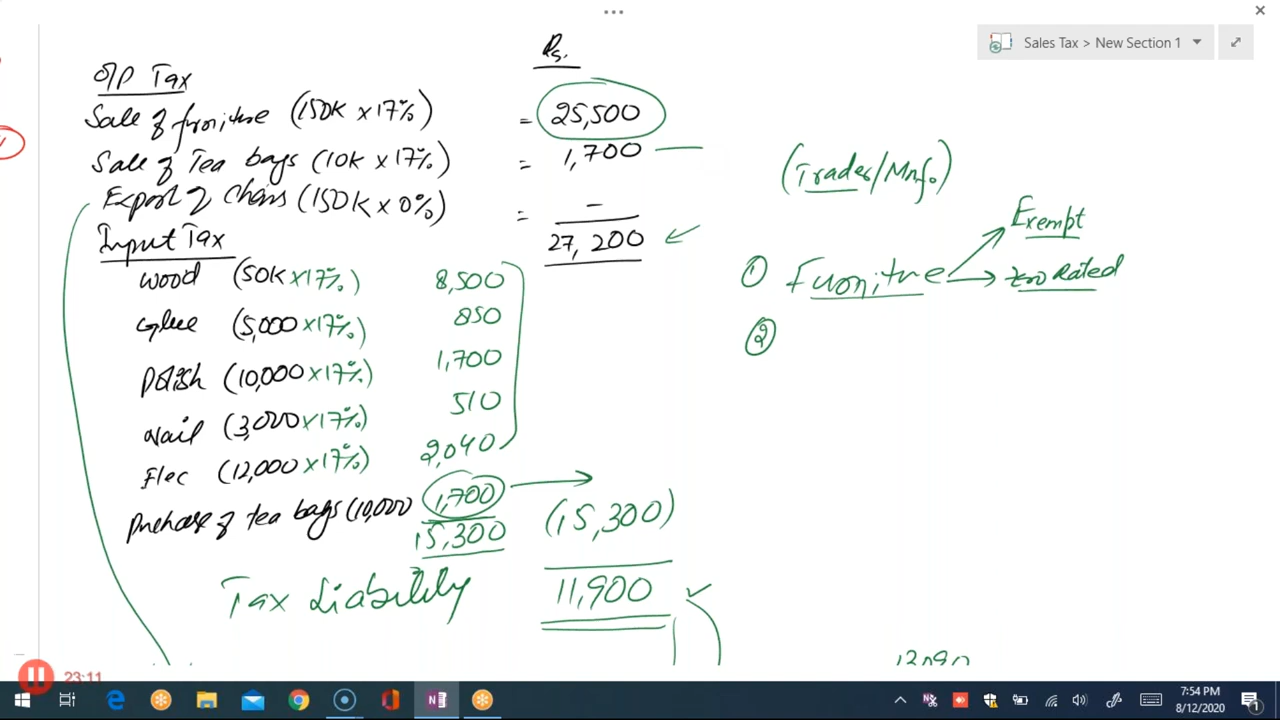 Sales Tax > New Section 1
Rs.
O/P Tax
Sale of furniture (150K x 17%) = 25,500
Sale of Tea bags (10K x 17%) = 1,700
Export of Chairs (150K x 0%) = -
27,200
Input Tax
Wood (50K x 17%) 8,500
Glue (5,000 x 17%) 850
Polish (10,000 x 17%) 1,700
Nail (3,000 x 17%) 510
Elec (12,000 x 17%) 2,040
Purchase of tea bags (10,000 1,700
15,300 (15,300)
Tax Liability 11,900
(Trader/Mnf.)
① Furnitre
Exempt
Zero Rated
②
23:11
7:54 PM
8/12/2020